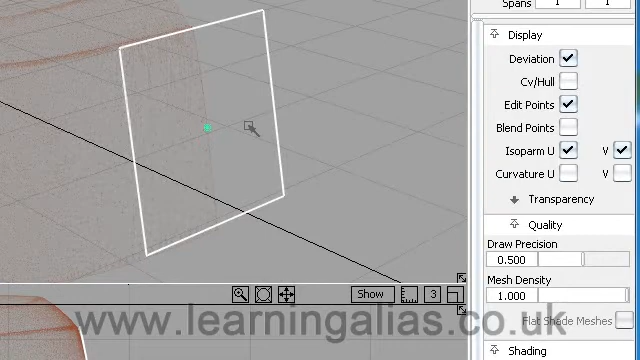 Spans 1 1
Display
Deviation
Cv/Hull
Edit Points
Blend Points
Isoparm U V
Curvature U V
Transparency
Quality
Draw Precision
0.500
Mesh Density
1.000
Show 3
www.learningalias.co.uk
Flat Shade Meshes
Shading